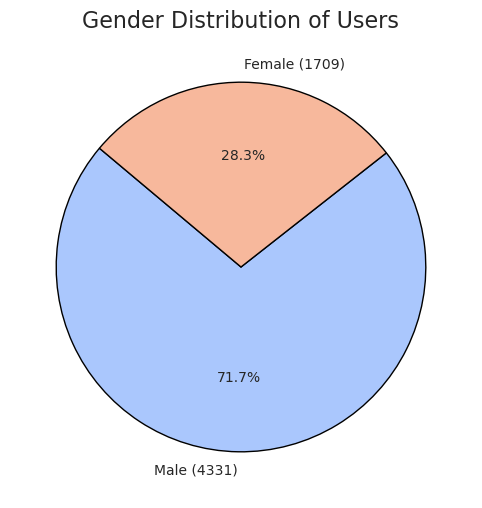 Gender Distribution of Users
Female (1709)
28.3%
71.7%
Male (4331)